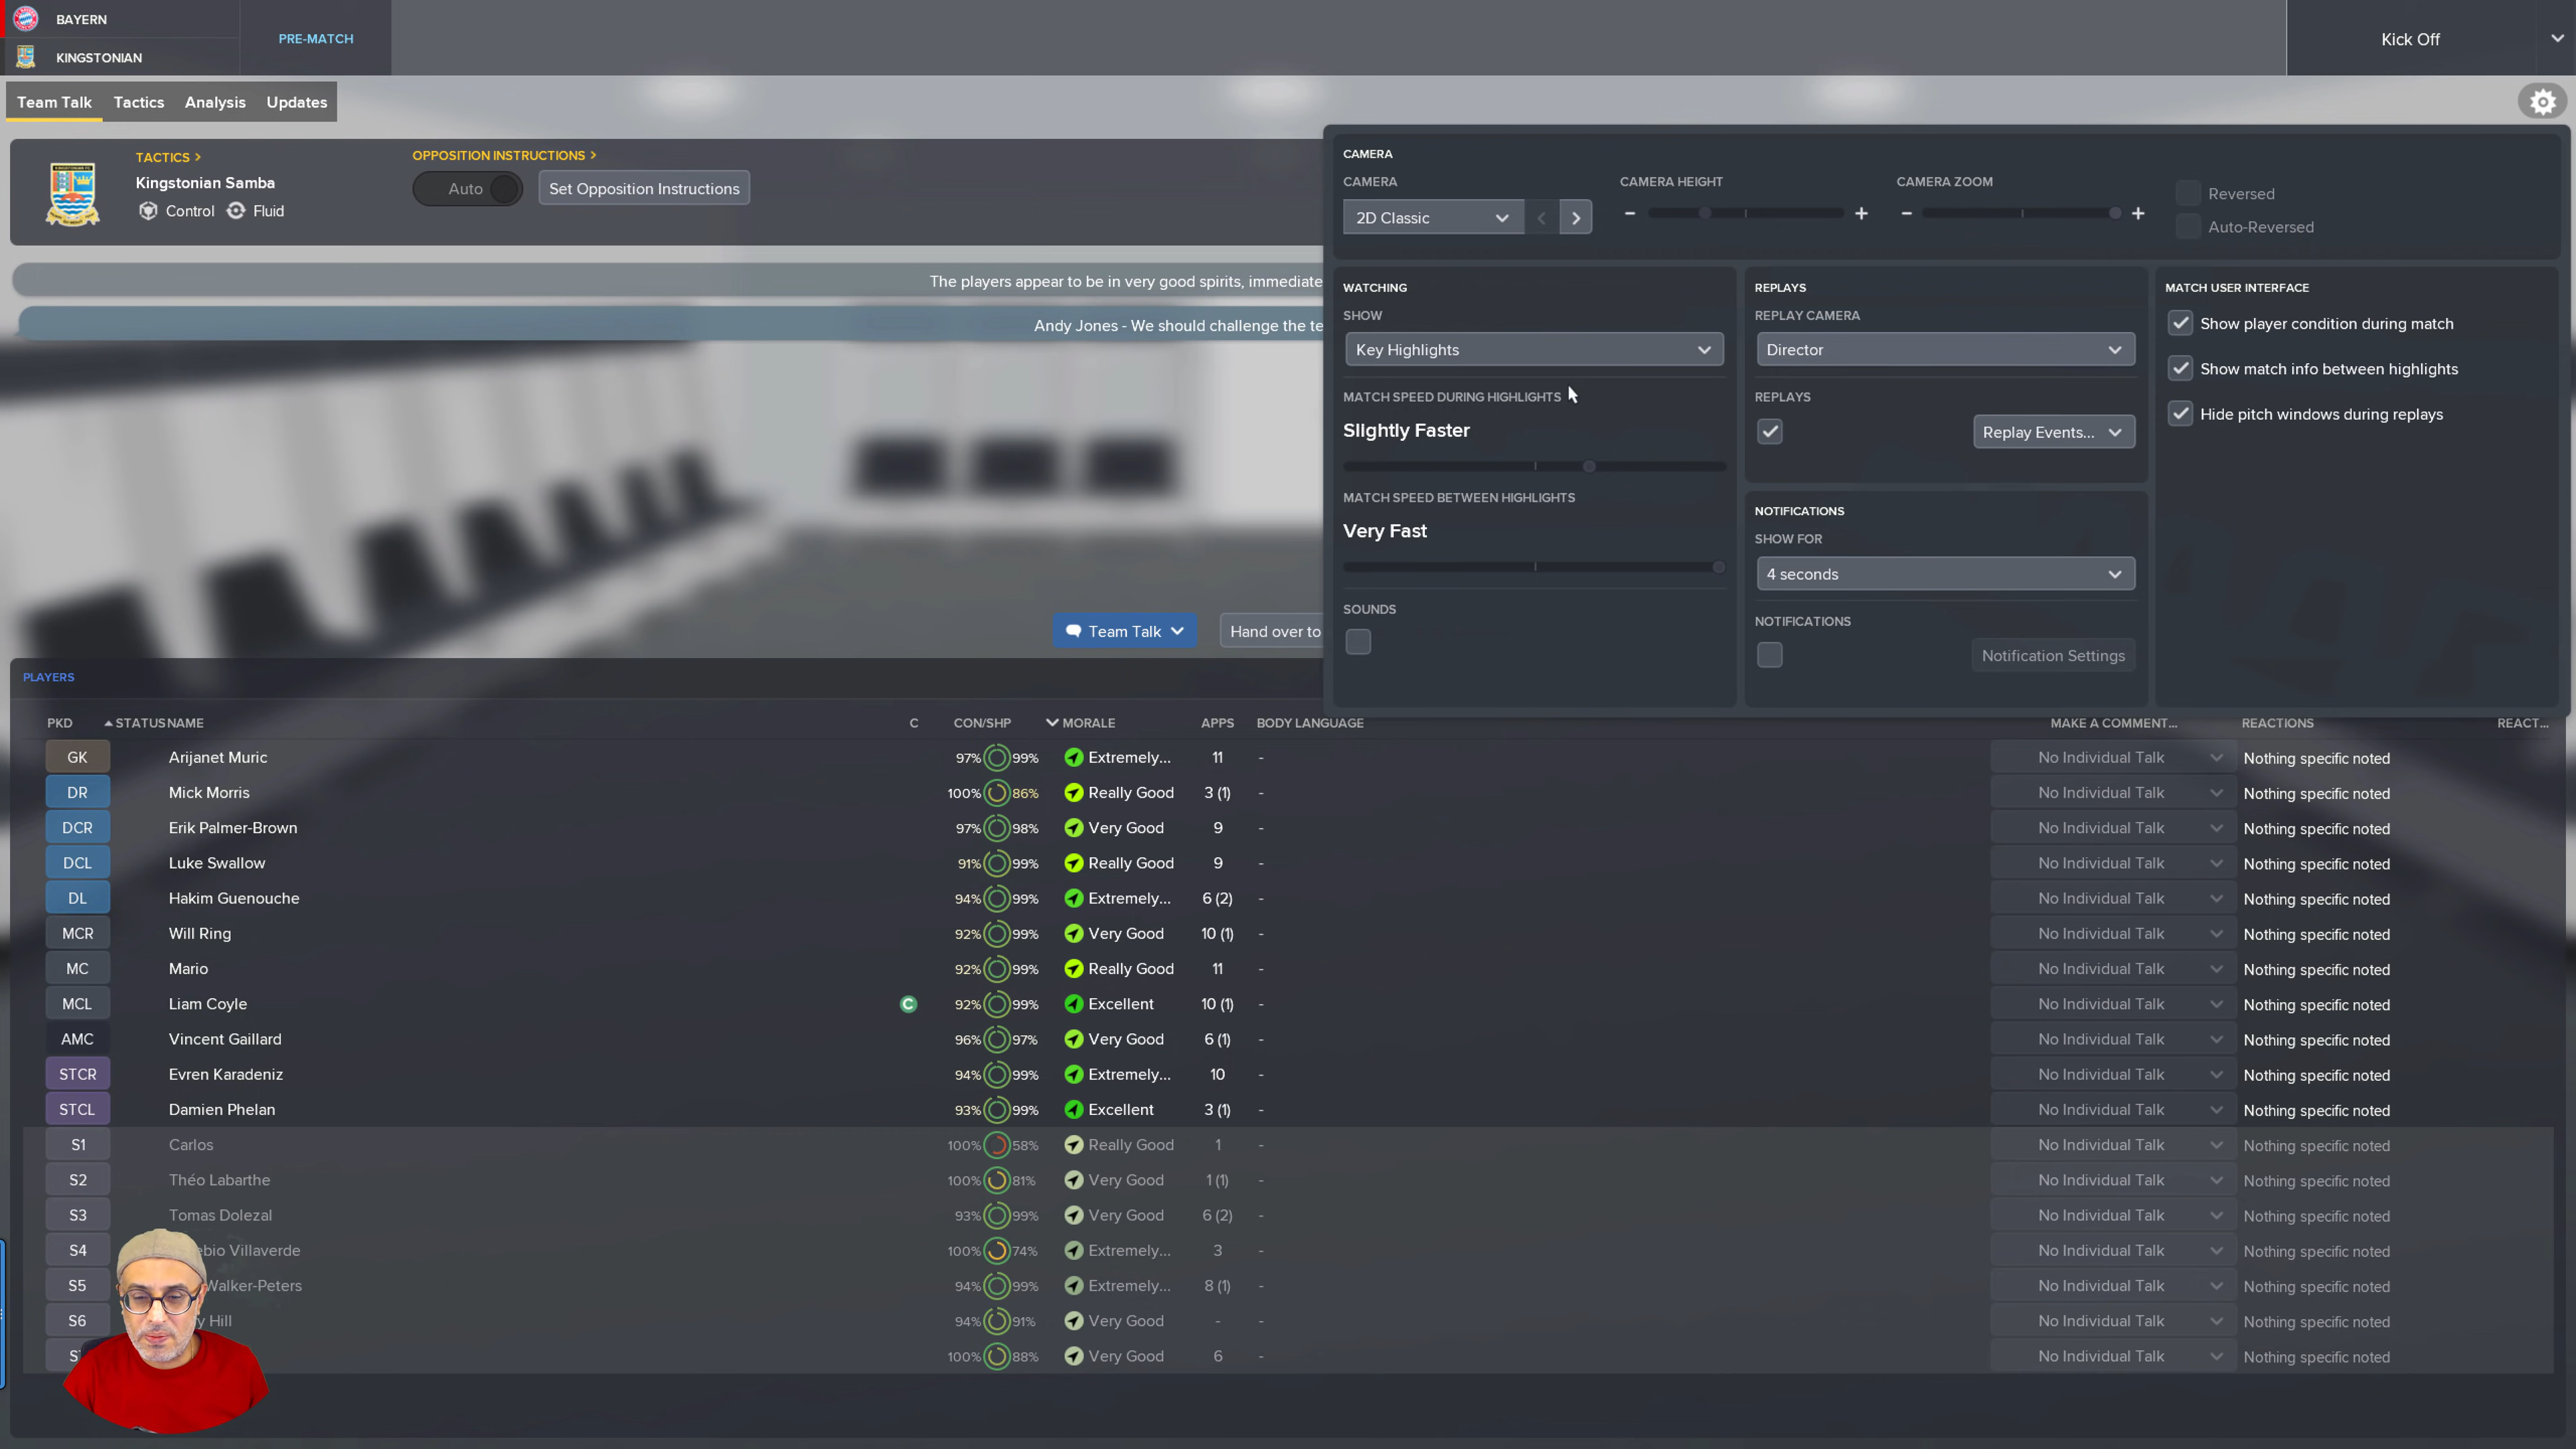 BAYERN
KINGSTONIAN
PRE-MATCH
Kick Off
Team Talk Tactics Analysis Updates
TACTICS >
Kingstonian Samba
Control Fluid
OPPOSITION INSTRUCTIONS >
Auto Set Opposition Instructions
The players appear to be in very good spirits, immediate
Andy Jones - We should challenge the te
Team Talk Hand over to
CAMERA
CAMERA CAMERA HEIGHT CAMERA ZOOM
2D Classic
Reversed
Auto-Reversed
WATCHING
SHOW
Key Highlights
MATCH SPEED DURING HIGHLIGHTS
Slightly Faster
MATCH SPEED BETWEEN HIGHLIGHTS
Very Fast
SOUNDS
REPLAYS
REPLAY CAMERA
Director
REPLAYS
Replay Events...
NOTIFICATIONS
SHOW FOR
4 seconds
NOTIFICATIONS
Notification Settings
MATCH USER INTERFACE
Show player condition during match
Show match info between highlights
Hide pitch windows during replays
PLAYERS
PKD STATUS NAME C CON/SHP MORALE APPS BODY LANGUAGE MAKE A COMMENT... REACTIONS REACT...
GK Arijanet Muric 97% 99% Extremely... 11 - No Individual Talk Nothing specific noted
DR Mick Morris 100% 86% Really Good 3 (1) - No Individual Talk Nothing specific noted
DCR Erik Palmer-Brown 97% 98% Very Good 9 - No Individual Talk Nothing specific noted
DCL Luke Swallow 91% 99% Really Good 9 - No Individual Talk Nothing specific noted
DL Hakim Guenouche 94% 99% Extremely... 6 (2) - No Individual Talk Nothing specific noted
MCR Will Ring 92% 99% Very Good 10 (1) - No Individual Talk Nothing specific noted
MC Mario 92% 99% Really Good 11 - No Individual Talk Nothing specific noted
MCL Liam Coyle C 92% 99% Excellent 10 (1) - No Individual Talk Nothing specific noted
AMC Vincent Gaillard 96% 97% Very Good 6 (1) - No Individual Talk Nothing specific noted
STCR Evren Karadeniz 94% 99% Extremely... 10 - No Individual Talk Nothing specific noted
STCL Damien Phelan 93% 99% Excellent 3 (1) - No Individual Talk Nothing specific noted
S1 Carlos 100% 58% Really Good 1 - No Individual Talk Nothing specific noted
S2 Théo Labarthe 100% 81% Very Good 1 (1) - No Individual Talk Nothing specific noted
S3 Tomas Dolezal 93% 99% Very Good 6 (2) - No Individual Talk Nothing specific noted
S4 Villaverde 100% 74% Extremely... 3 - No Individual Talk Nothing specific noted
S5 Walker-Peters 94% 99% Extremely... 8 (1) - No Individual Talk Nothing specific noted
S6 Hill 94% 91% Very Good - - No Individual Talk Nothing specific noted
100% 88% Very Good 6 - No Individual Talk Nothing specific noted